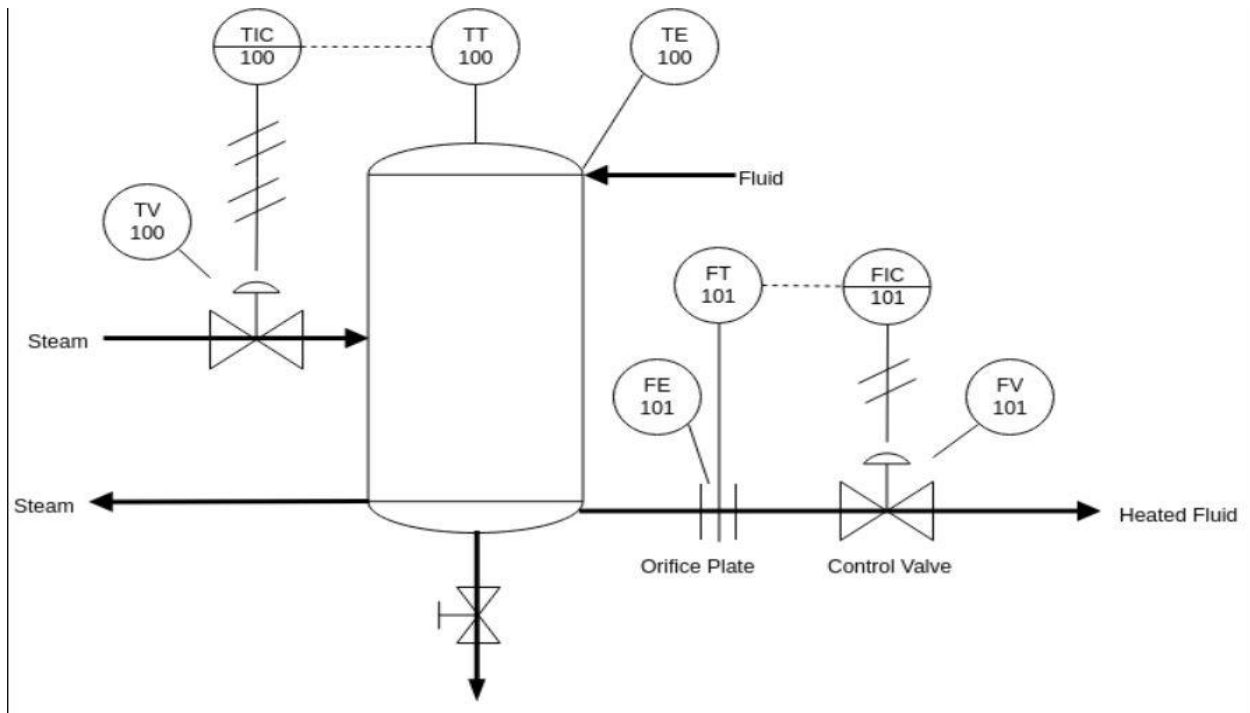 TIC
100
TT
100
TE
100
Fluid
TV
100
FT
101
FIC
101
Steam
FE
101
FV
101
Steam
Heated Fluid
Orifice Plate
Control Valve